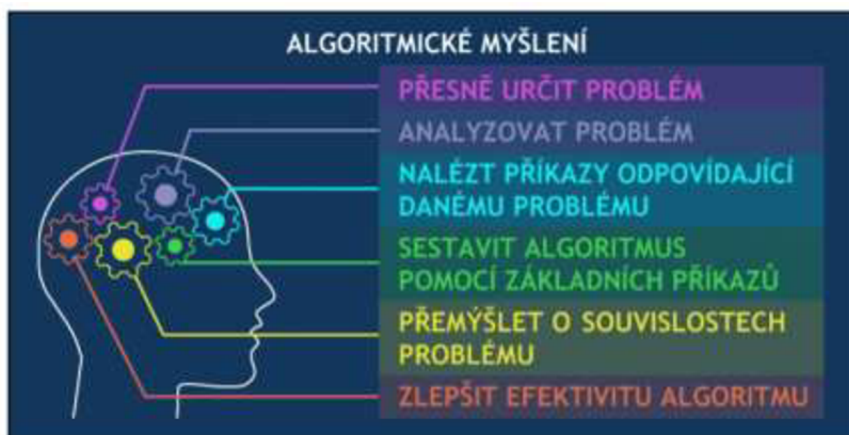 ALGORITMICKÉ MYŠLENÍ
PŘESNĚ URČIT PROBLÉM
ANALYZOVAT PROBLÉM
NALÉZT PŘÍKAZY ODPOVÍDAJÍCÍ
DANÉMU PROBLÉMU
SESTAVIT ALGORITMUS
POMOCÍ ZÁKLADNÍCH PŘÍKAZŮ
PŘEMÝŠLET O SOUVISLOSTECH
PROBLÉMU
ZLEPŠIT EFEKTIVITU ALGORITMU